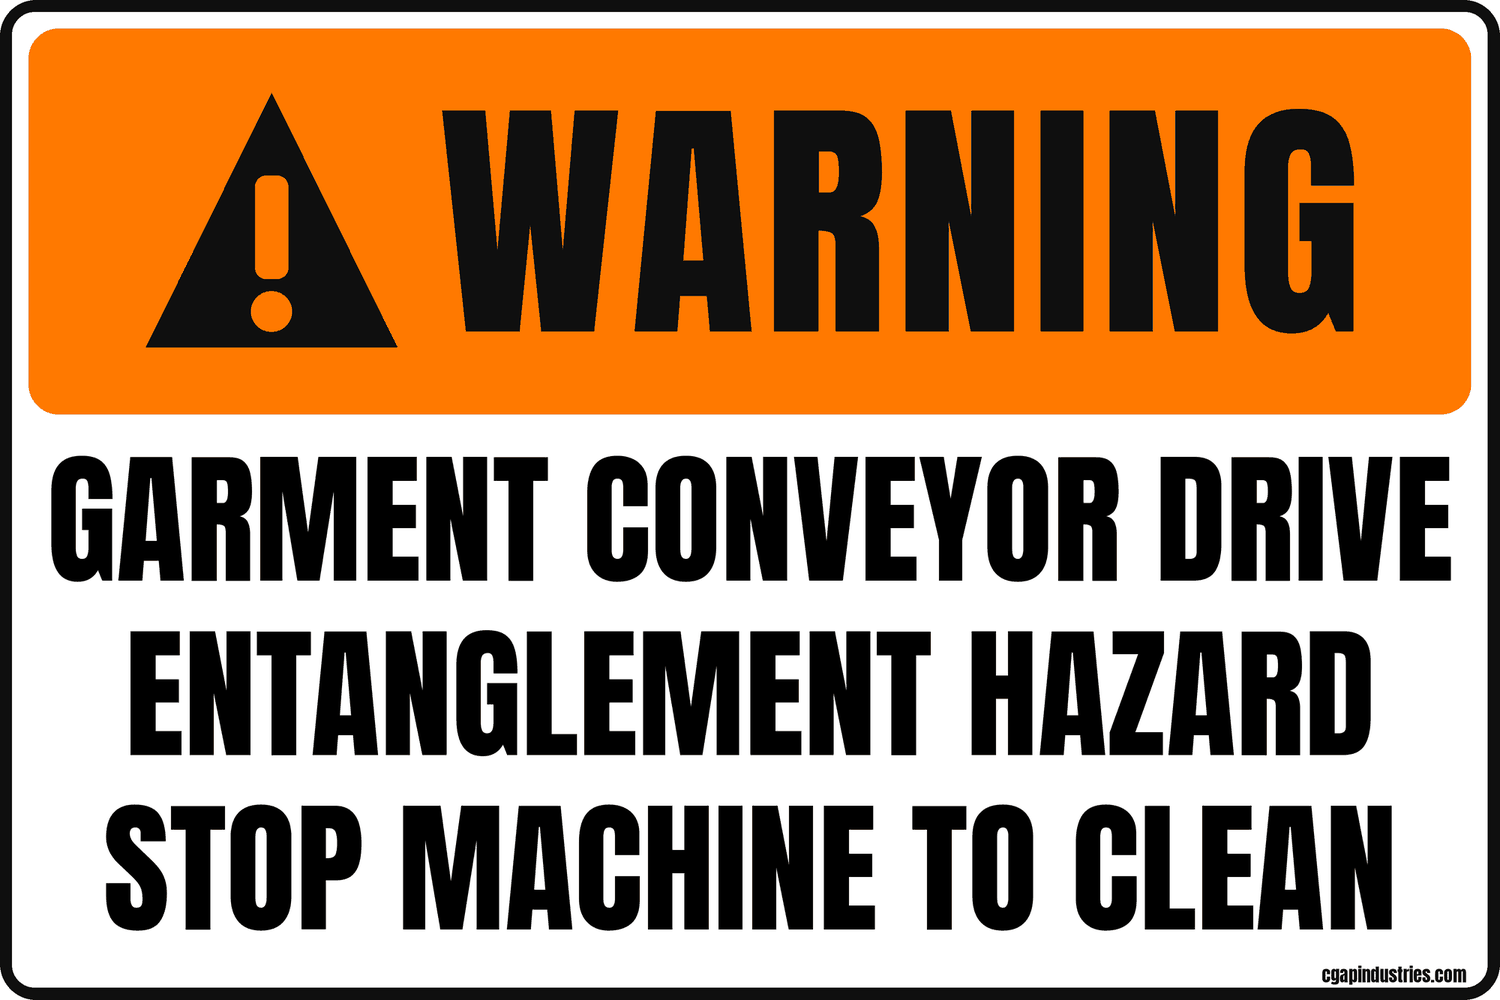 WARNING
GARMENT CONVEYOR DRIVE
ENTANGLEMENT HAZARD
STOP MACHINE TO CLEAN
cgapindustries.com